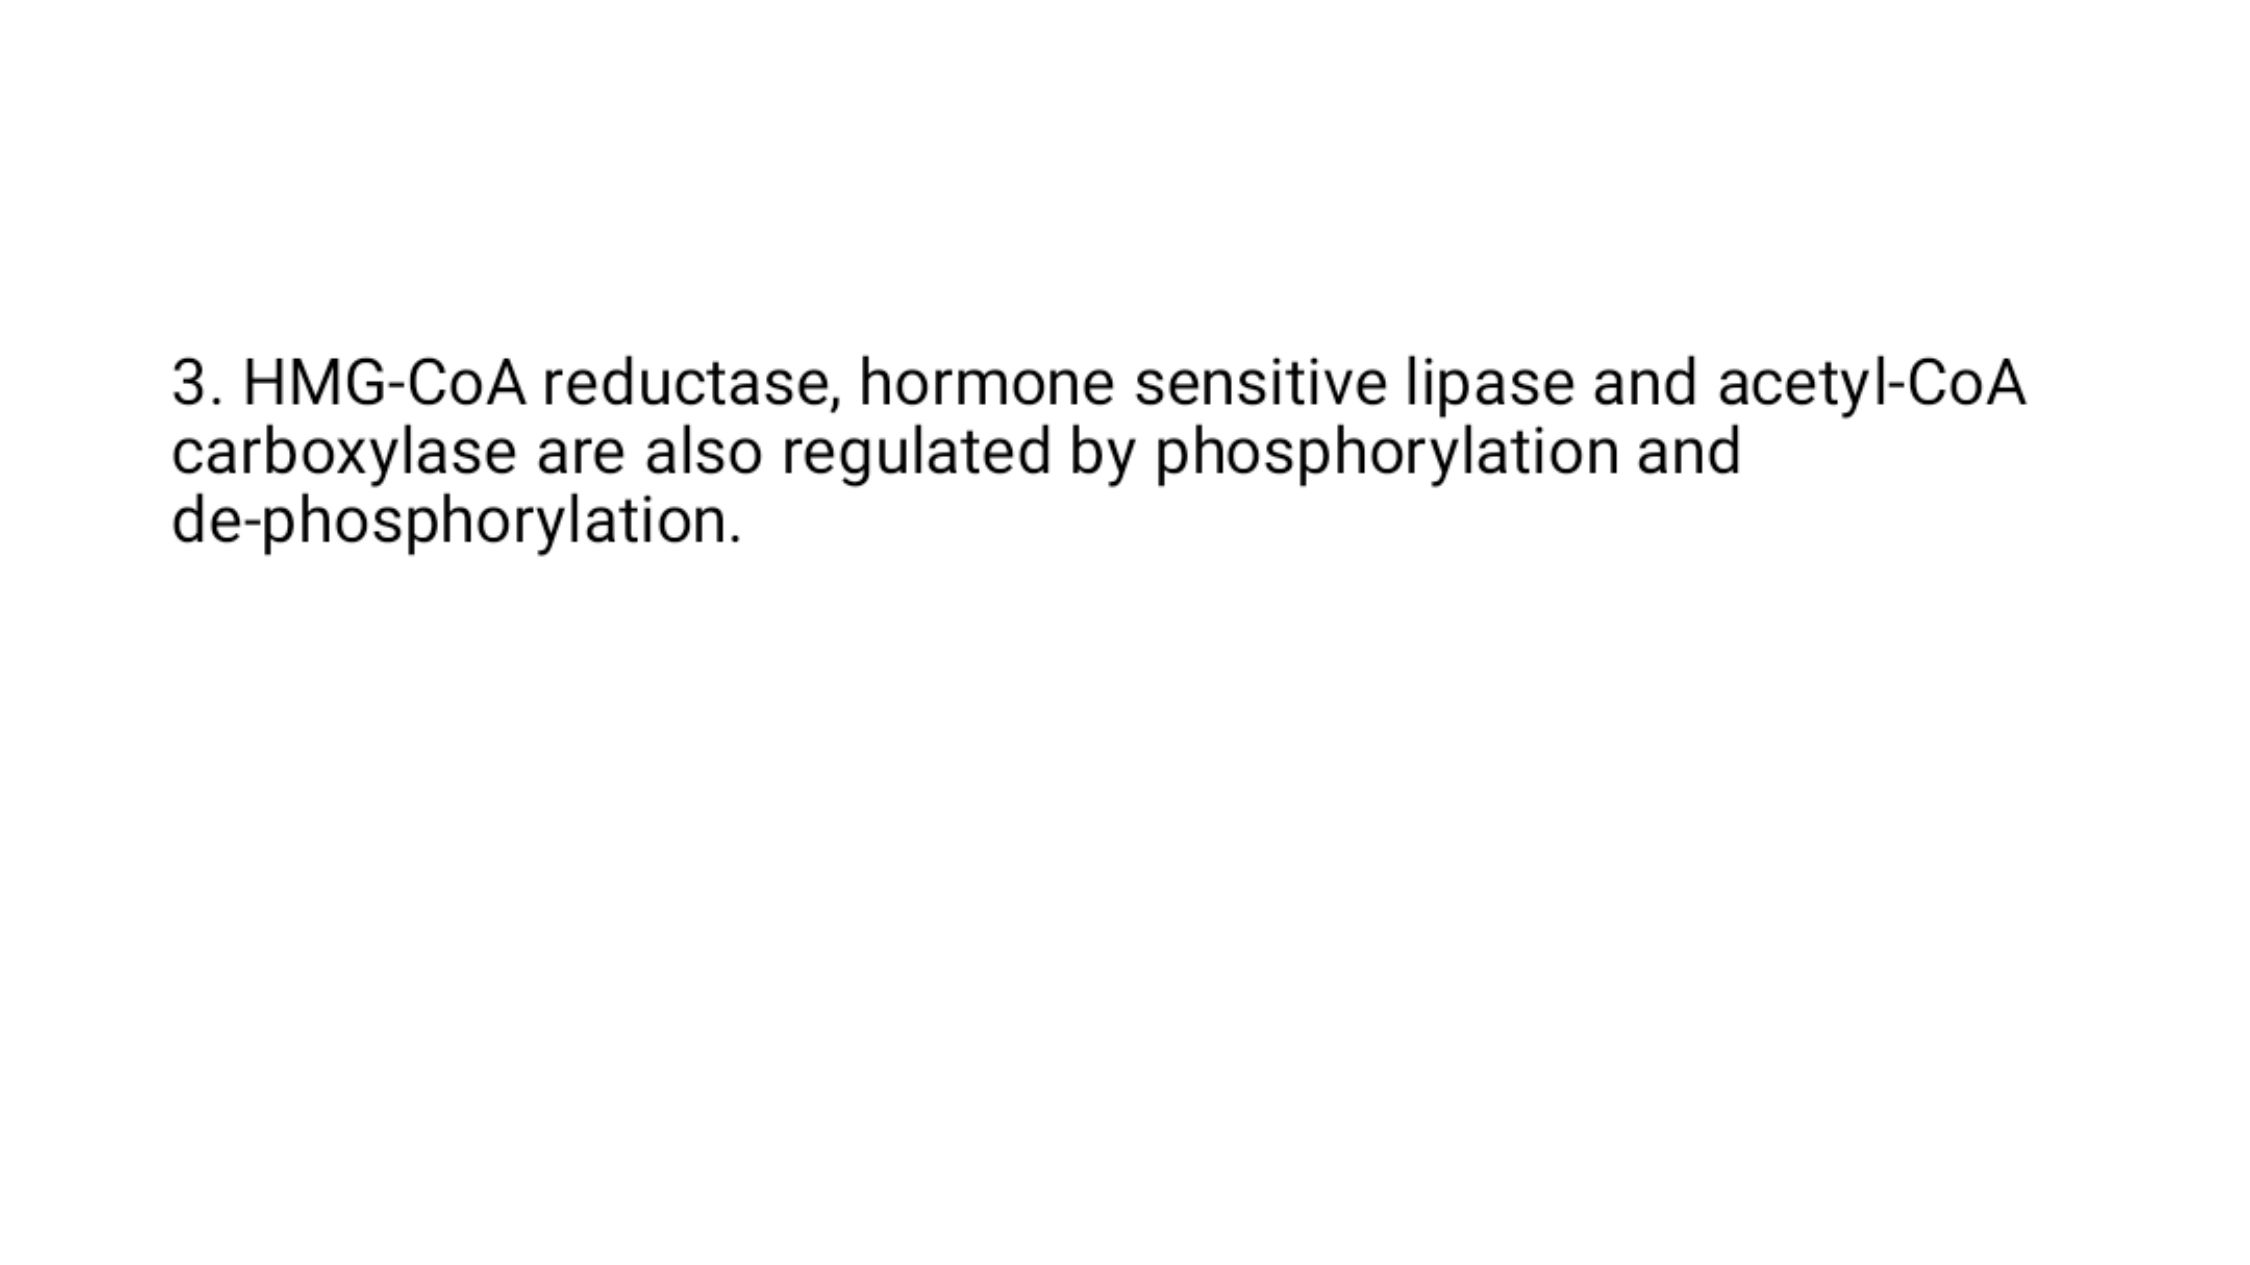 3. HMG-CoA reductase, hormone sensitive lipase and acetyl-CoA
carboxylase are also regulated by phosphorylation and
de-phosphorylation.